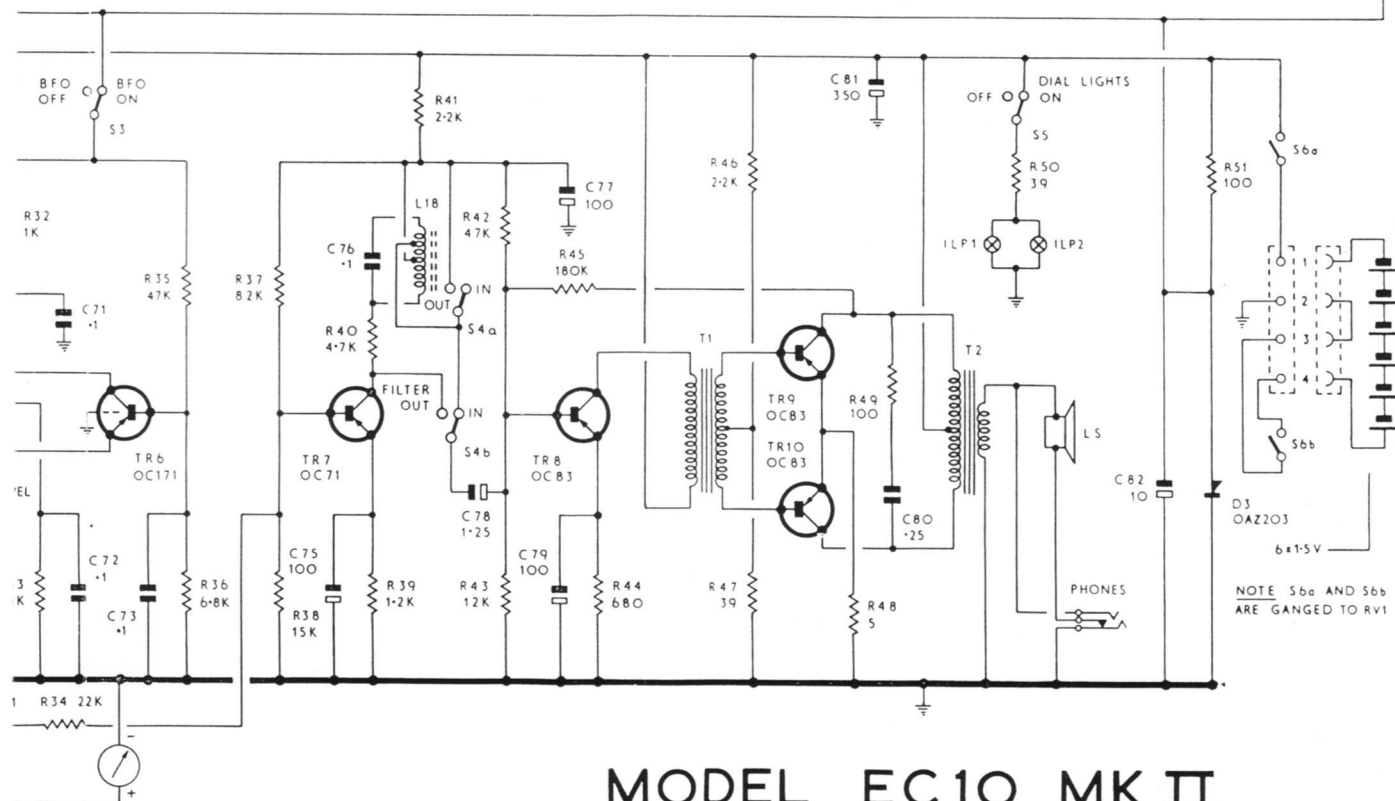 BFO OFF
BFO ON
S3
R41
2·2K
C81
350
OFF
DIAL LIGHTS
ON
S5
S6a
R46
2·2K
R50
39
R51
100
C77
100
L18
R32
1K
R42
47K
C76
·1
R45
180K
ILP1
ILP2
R35
47K
R37
82K
OUT
IN
1
2
3
4
C71
·1
R40
4·7K
S4a
T1
T2
FILTER
OUT
IN
TR9
OC83
R49
100
LS
TR6
OC171
TR7
OC71
S4b
TR8
OC83
TR10
OC83
S6b
VEL
C78
1·25
C80
·25
C82
10
D3
OAZ203
6x1·5V
C72
·1
C75
100
C79
100
3
K
R36
6·8K
C73
·1
R38
15K
R39
1·2K
R43
12K
R44
680
R47
39
R48
5
PHONES
NOTE S6a AND S6b
ARE GANGED TO RV1
1
R34 22K
-
+
MODEL EC10 MK II